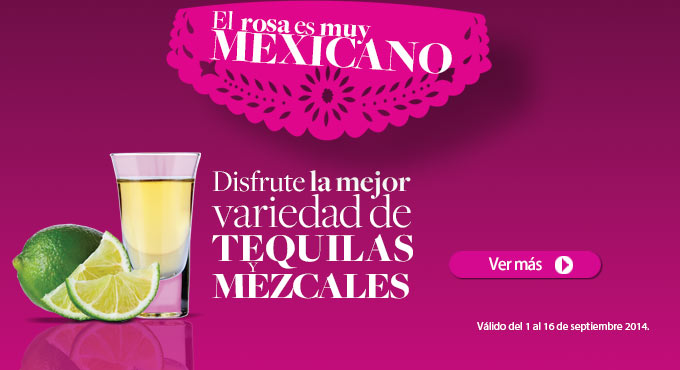 El rosa es muy
MEXICANO
Disfrute la mejor
variedad de
TEQUILAS
Y
MEZCALES
Ver más
Válido del 1 al 16 de septiembre 2014.